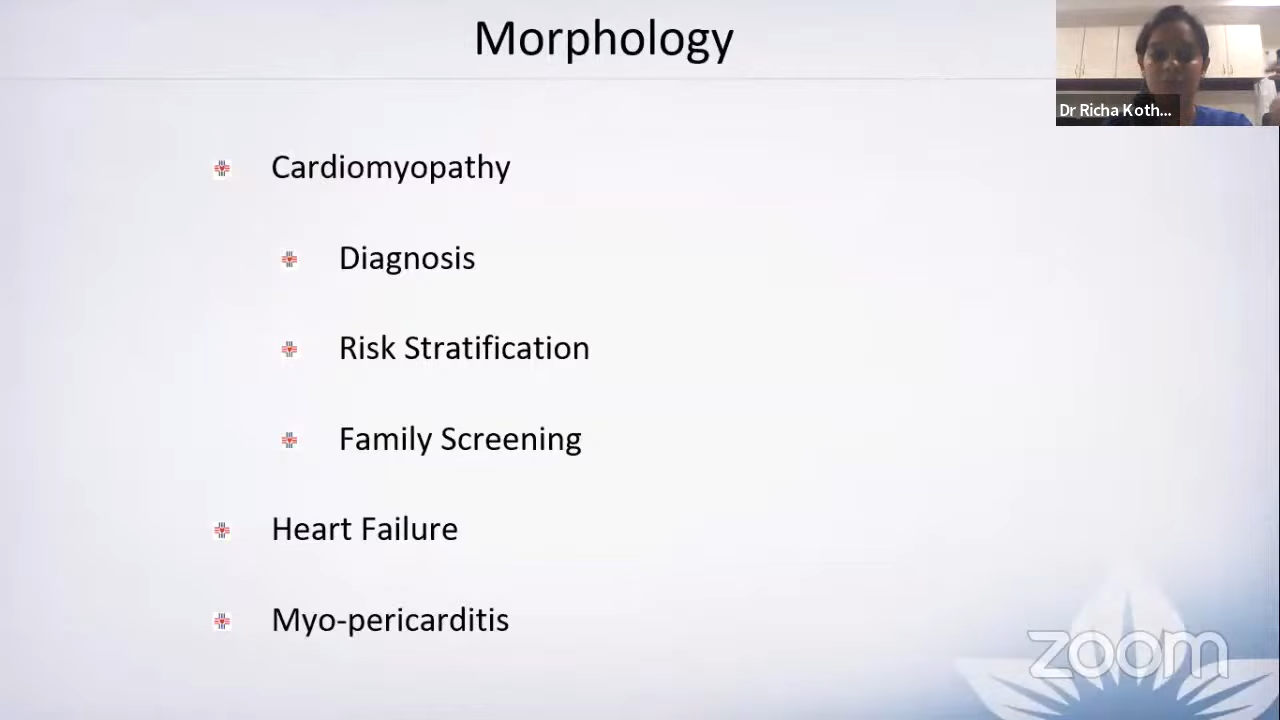 Morphology
Dr Richa Koth...
Cardiomyopathy
Diagnosis
Risk Stratification
Family Screening
Heart Failure
Myo-pericarditis
zoom